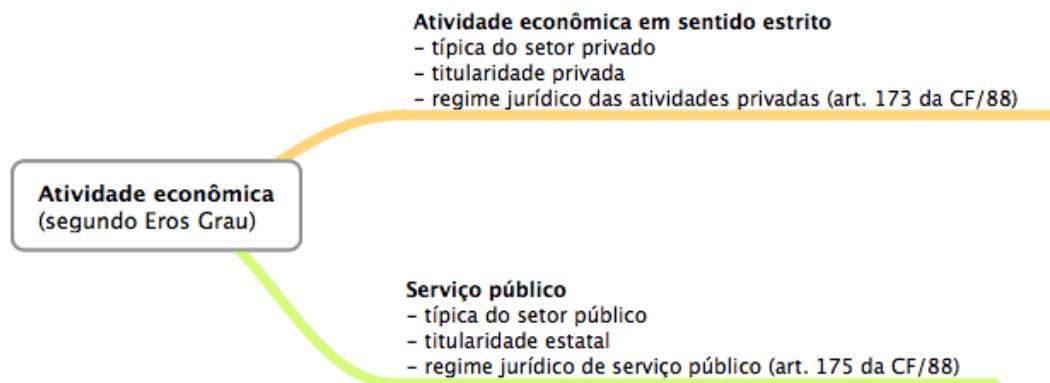 Atividade econômica em sentido estrito
– típica do setor privado
– titularidade privada
– regime jurídico das atividades privadas (art. 173 da CF/88)
Atividade econômica
(segundo Eros Grau)
Serviço público
– típica do setor público
– titularidade estatal
– regime jurídico de serviço público (art. 175 da CF/88)